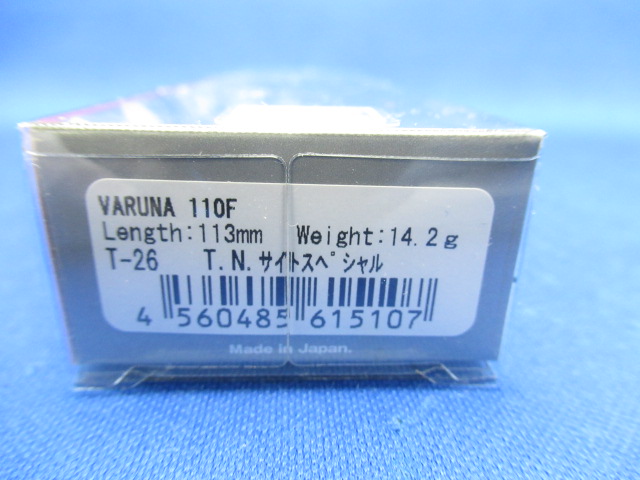 VARUNA 110F
Length:113mm Weight:14.2g
T-26 T.N.サイトスペシャル
4 560485 615107
Made in Japan.